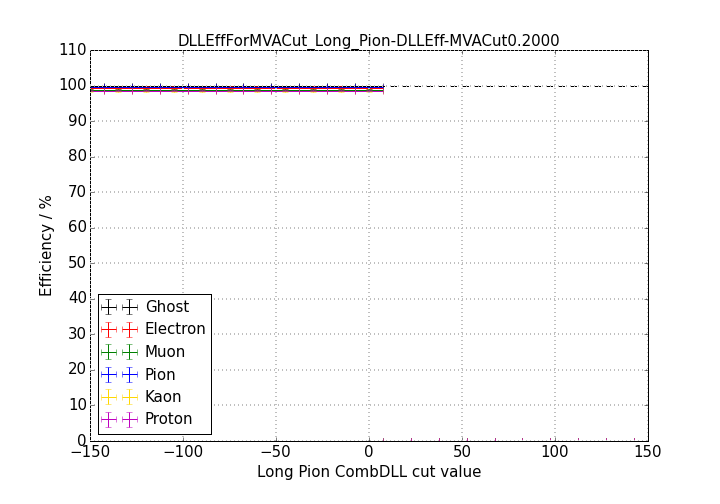 DLLEffForMVACut_Long_Pion-DLLEff-MVACut0.2000
110
100
90
80
70
60
50
40
30
20
10
0
Efficiency / %
Ghost
Electron
Muon
Pion
Kaon
Proton
−150 −100 −50 0 50 100 150
Long Pion CombDLL cut value